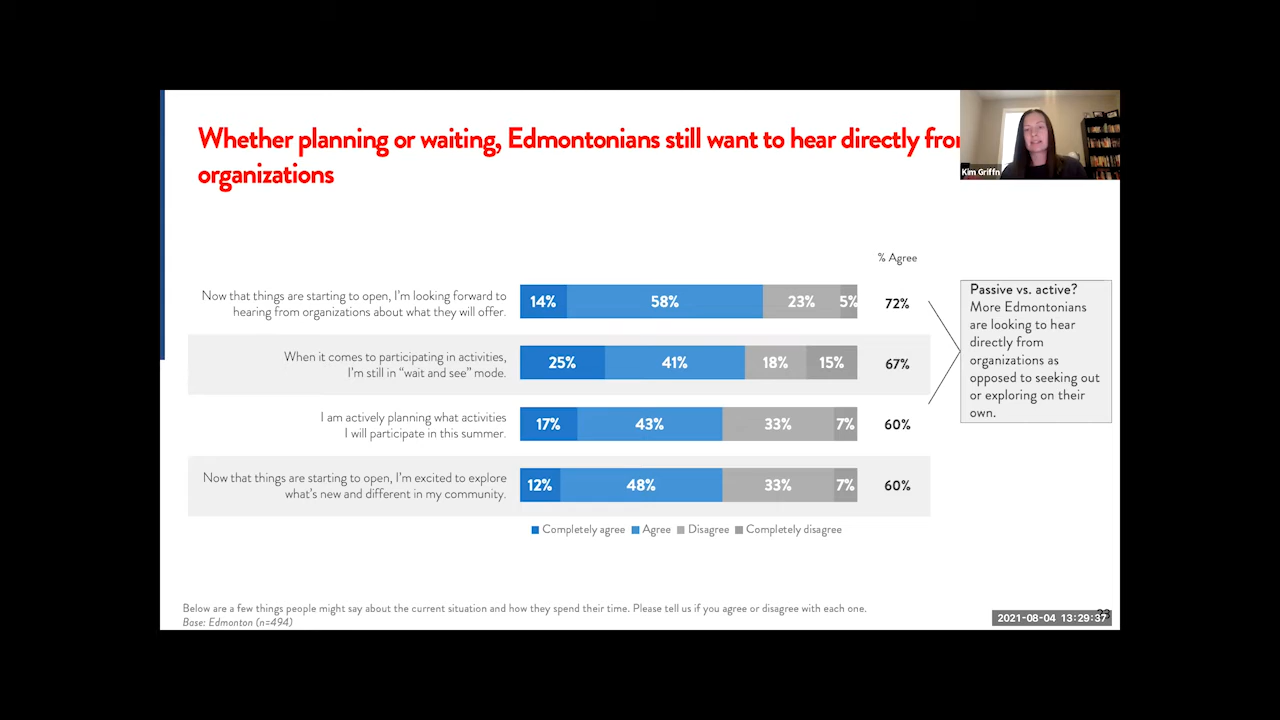 Whether planning or waiting, Edmontonians still want to hear directly from
organizations
Kim Griffn
% Agree
Now that things are starting to open, I'm looking forward to
hearing from organizations about what they will offer.
14% 58% 23% 5% 72%
When it comes to participating in activities,
I'm still in "wait and see" mode.
25% 41% 18% 15% 67%
I am actively planning what activities
I will participate in this summer.
17% 43% 33% 7% 60%
Now that things are starting to open, I'm excited to explore
what's new and different in my community.
12% 48% 33% 7% 60%
Completely agree Agree Disagree Completely disagree
Passive vs. active?
More Edmontonians
are looking to hear
directly from
organizations as
opposed to seeking out
or exploring on their
own.
Below are a few things people might say about the current situation and how they spend their time. Please tell us if you agree or disagree with each one.
Base: Edmonton (n=494)
2021-08-04 13:29:37